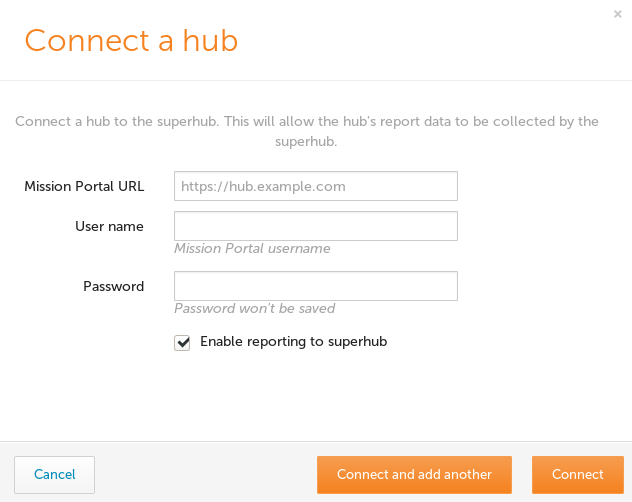 ×
Connect a hub
Connect a hub to the superhub. This will allow the hub's report data to be collected by the
superhub.
Mission Portal URL https://hub.example.com
User name
Mission Portal username
Password
Password won't be saved
Enable reporting to superhub
Cancel Connect and add another Connect